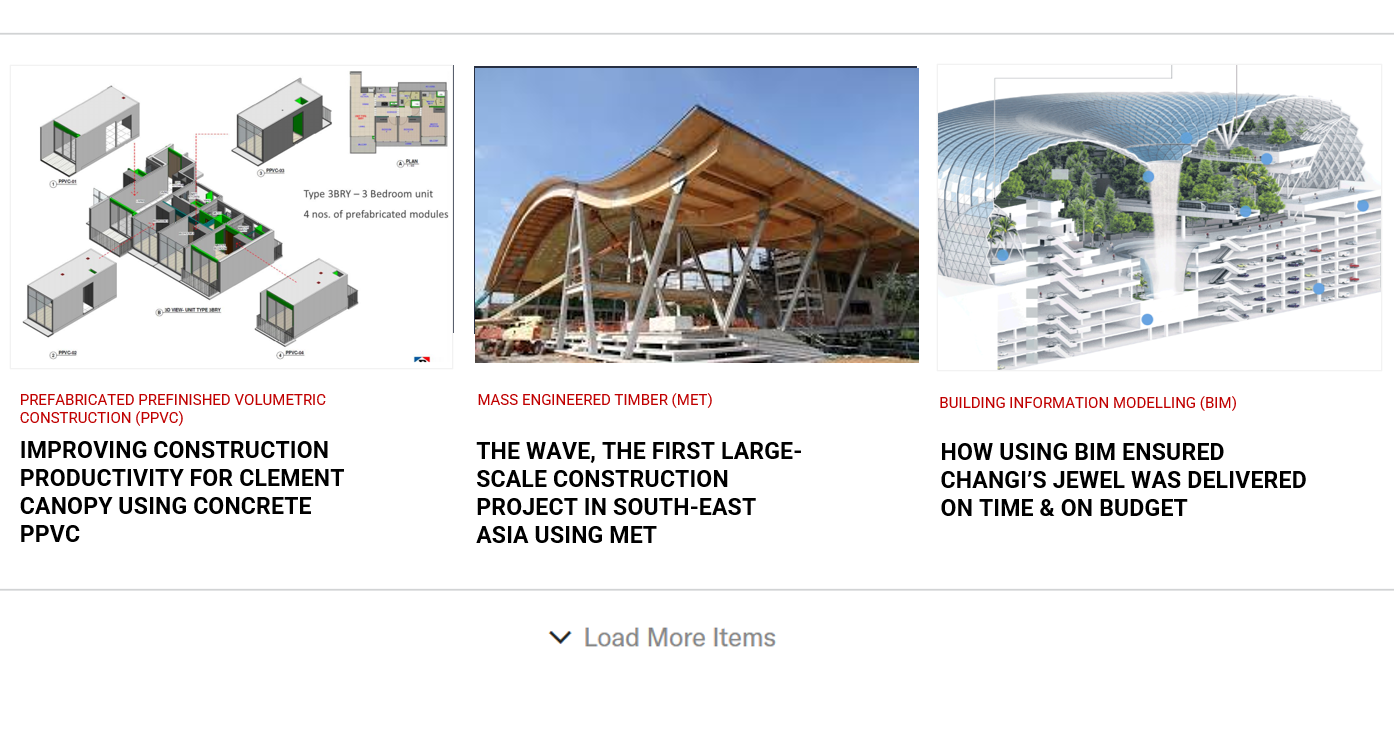 PPVC-01
PPVC-03
PLAN
Type 3BRY – 3 Bedroom unit
4 nos. of prefabricated modules
3D VIEW- UNIT TYPE 3BRY
PPVC-02
PPVC-04
PREFABRICATED PREFINISHED VOLUMETRIC
CONSTRUCTION (PPVC)
IMPROVING CONSTRUCTION
PRODUCTIVITY FOR CLEMENT
CANOPY USING CONCRETE
PPVC
MASS ENGINEERED TIMBER (MET)
THE WAVE, THE FIRST LARGE-
SCALE CONSTRUCTION
PROJECT IN SOUTH-EAST
ASIA USING MET
BUILDING INFORMATION MODELLING (BIM)
HOW USING BIM ENSURED
CHANGI’S JEWEL WAS DELIVERED
ON TIME & ON BUDGET
Load More Items